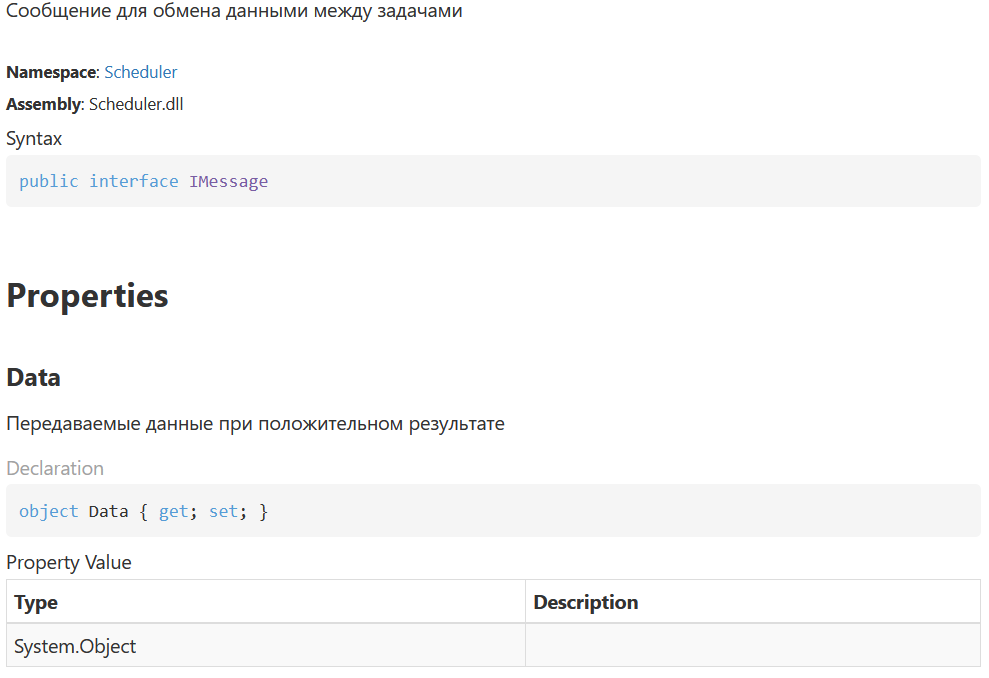 Сообщение для обмена данными между задачами
Namespace: Scheduler
Assembly: Scheduler.dll
Syntax
public interface IMessage
Properties
Data
Передаваемые данные при положительном результате
Declaration
object Data { get; set; }
Property Value
Type Description
System.Object